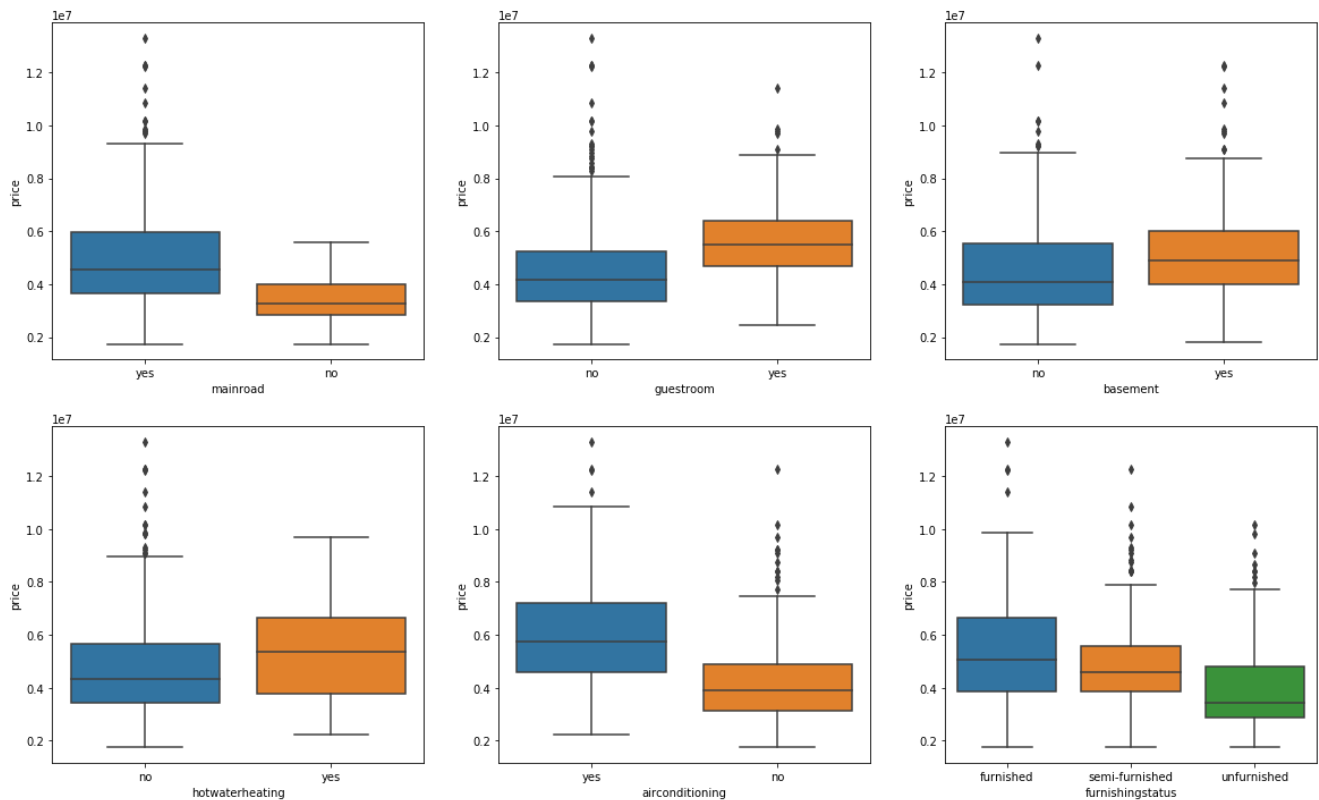 1e7
1.2
1.0
0.8
0.6
0.4
0.2
price
yes
no
mainroad
1e7
1.2
1.0
0.8
0.6
0.4
0.2
price
no
yes
guestroom
1e7
1.2
1.0
0.8
0.6
0.4
0.2
price
no
yes
basement
1e7
1.2
1.0
0.8
0.6
0.4
0.2
price
no
yes
hotwaterheating
1e7
1.2
1.0
0.8
0.6
0.4
0.2
price
yes
no
airconditioning
1e7
1.2
1.0
0.8
0.6
0.4
0.2
price
furnished
semi-furnished
unfurnished
furnishingstatus